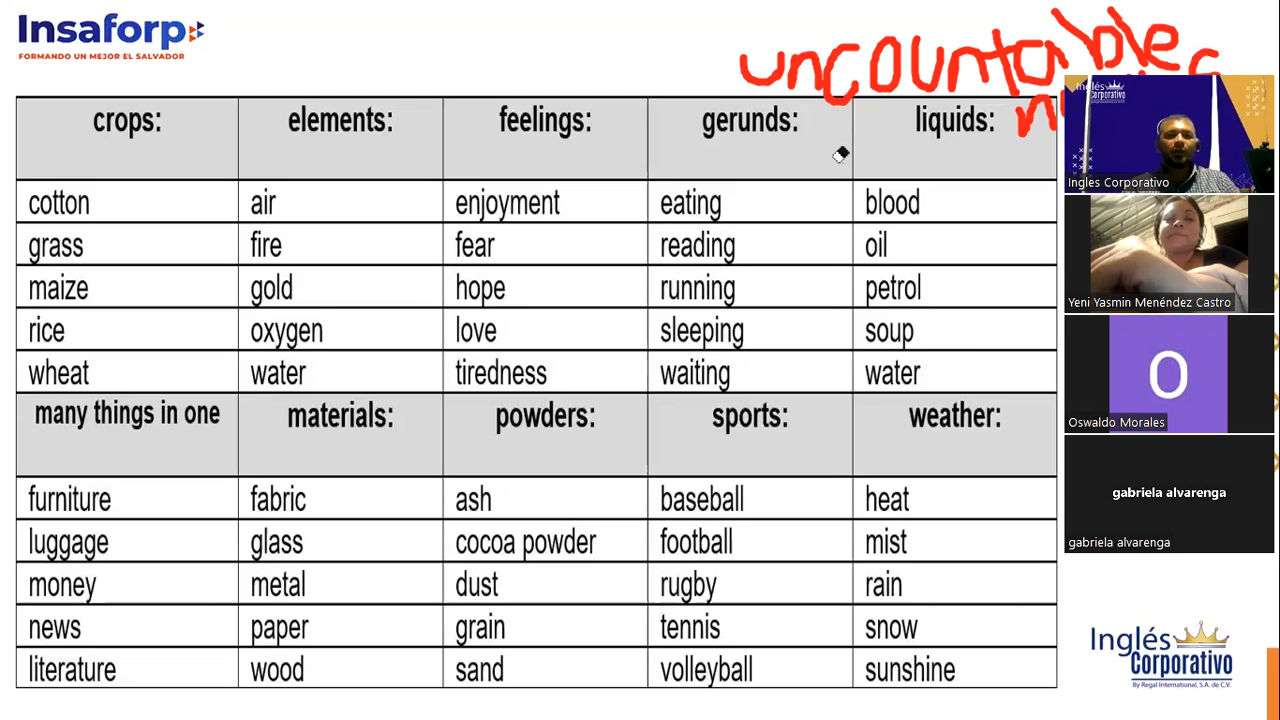 Insaforp
FORMANDO UN MEJOR EL SALVADOR
uncountable
crops: elements: feelings: gerunds: liquids:
cotton air enjoyment eating blood
grass fire fear reading oil
maize gold hope running petrol
rice oxygen love sleeping soup
wheat water tiredness waiting water
many things in one materials: powders: sports: weather:
furniture fabric ash baseball heat
luggage glass cocoa powder football mist
money metal dust rugby rain
news paper grain tennis snow
literature wood sand volleyball sunshine
Inglés
Corporativo
Ingles Corporativo
Yeni Yasmin Menéndez Castro
O
Oswaldo Morales
gabriela alvarenga
gabriela alvarenga
Inglés
Corporativo
By Regal International, S.A. de C.V.